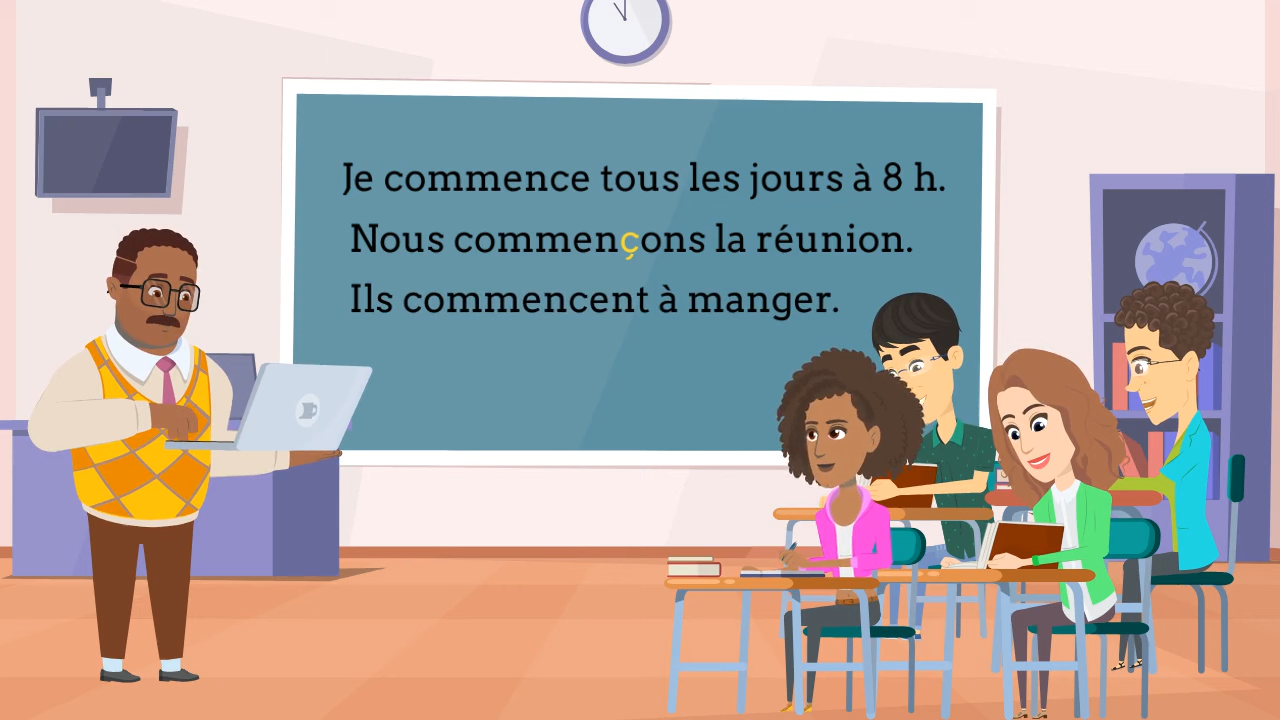 Je commence tous les jours à 8 h.
Nous commençons la réunion.
Ils commencent à manger.